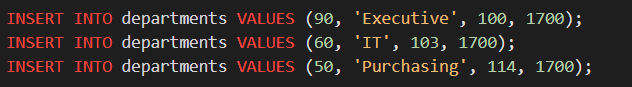 INSERT INTO departments VALUES (90, 'Executive', 100, 1700);
INSERT INTO departments VALUES (60, 'IT', 103, 1700);
INSERT INTO departments VALUES (50, 'Purchasing', 114, 1700);